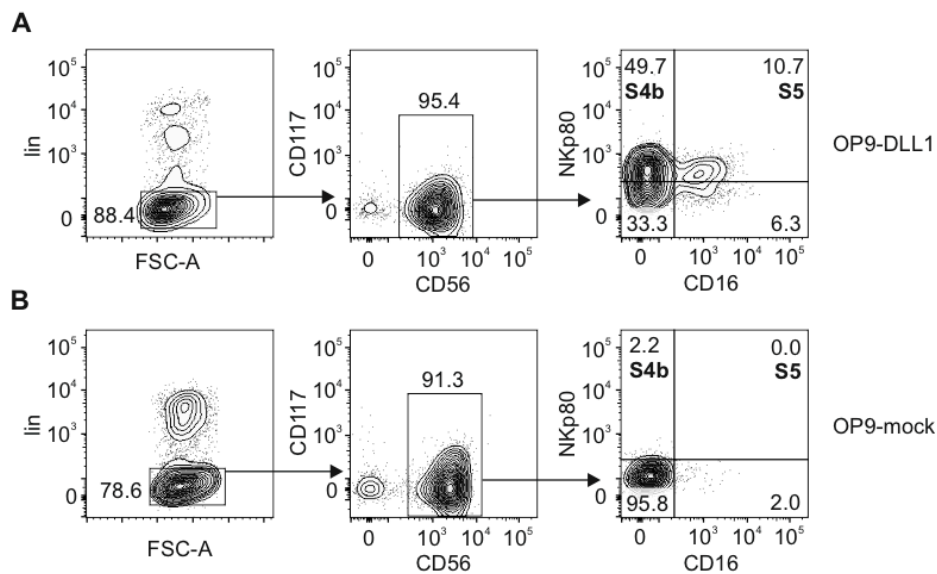 A
lin
10⁵
10⁴
10³
0
88.4
FSC-A
CD117
10⁵
10⁴
10³
0
95.4
0 10³ 10⁴ 10⁵
CD56
NKp80
10⁵
10⁴
10³
0
49.7 10.7
S4b S5
33.3 6.3
0 10³ 10⁴ 10⁵
CD16
OP9-DLL1
B
lin
10⁵
10⁴
10³
0
78.6
FSC-A
CD117
10⁵
10⁴
10³
0
91.3
0 10³ 10⁴ 10⁵
CD56
NKp80
10⁵
10⁴
10³
0
2.2 0.0
S4b S5
95.8 2.0
0 10³ 10⁴ 10⁵
CD16
OP9-mock